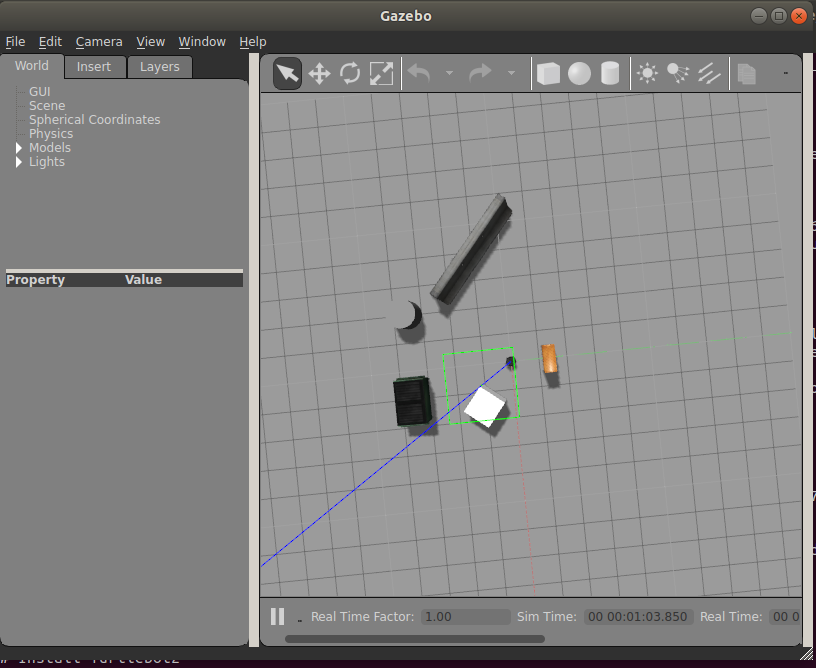 Gazebo
File Edit Camera View Window Help
World Insert Layers
GUI
Scene
Spherical Coordinates
Physics
Models
Lights
Property Value
Real Time Factor: 1.00 Sim Time: 00 00:01:03.850 Real Time: 00 0
# Install Turtlebot2